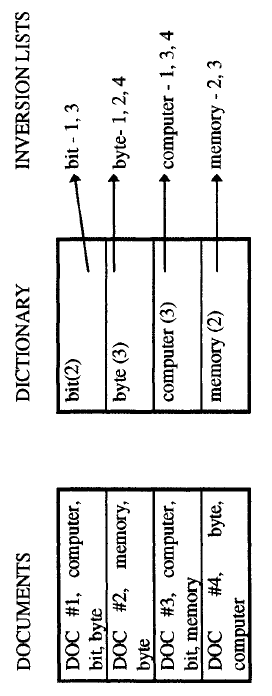 DOCUMENTS
DOC #1, computer,
bit, byte
DOC #2, memory,
byte
DOC #3, computer,
bit, memory
DOC #4, byte,
computer
DICTIONARY
bit(2)
byte (3)
computer (3)
memory (2)
INVERSION LISTS
bit - 1, 3
byte- 1, 2, 4
computer - 1, 3, 4
memory - 2, 3